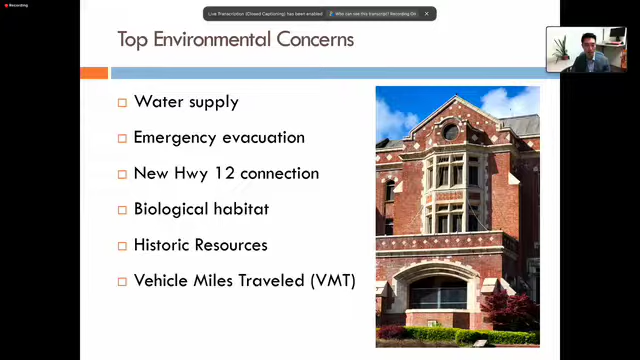 Recording
Live Transcription (Closed Captioning) has been enabled
Who can see this transcript? Recording On
Top Environmental Concerns
Water supply
Emergency evacuation
New Hwy 12 connection
Biological habitat
Historic Resources
Vehicle Miles Traveled (VMT)